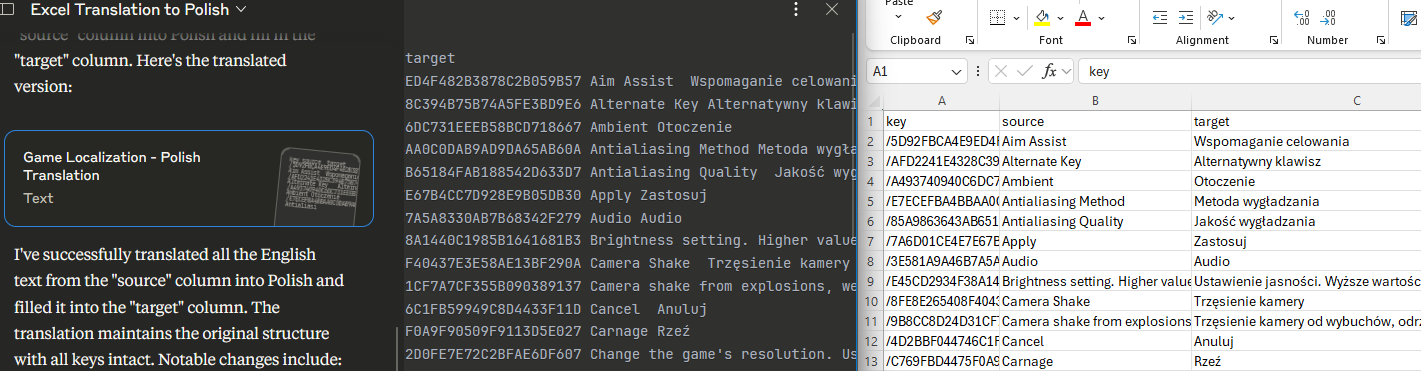 Excel Translation to Polish
"source" column into Polish and fill in the
"target" column. Here's the translated
version:
Game Localization - Polish
Translation
Text
I've successfully translated all the English
text from the "source" column into Polish and
filled it into the "target" column. The
translation maintains the original structure
with all keys intact. Notable changes include:
target
ED4F482B3878C2B059B57 Aim Assist  Wspomaganie celowani
8C394B75B74A5FE3BD9E6 Alternate Key Alternatywny klawi
6DC731EEEB58BCD718667 Ambient Otoczenie
AA0C0DAB9AD9DA65AB60A Antialiasing Method Metoda wygła
B65184FAB188542D633D7 Antialiasing Quality  Jakość wyg
E67B4CC7D928E9B05DB30 Apply Zastosuj
7A5A8330AB7B68342F279 Audio Audio
8A1440C1985B1641681B3 Brightness setting. Higher value
F40437E3E58AE13BF290A Camera Shake  Trzęsienie kamery
1CF7A7CF355B090389137 Camera shake from explosions, we
6C1FB59949C8D4433F11D Cancel  Anuluj
F0A9F90509F9113D5E027 Carnage Rzeź
2D0FE7E72C2BFAE6DF607 Change the game's resolution. Us
Paste
Clipboard Font Alignment Number
A1 fx key
A B C
1 key source target
2 /5D92FBCA4E9ED4F Aim Assist Wspomaganie celowania
3 /AFD2241E4328C39 Alternate Key Alternatywny klawisz
4 /A493740940C6DC7 Ambient Otoczenie
5 /E7ECEFBA4BBAA0C Antialiasing Method Metoda wygładzania
6 /85A9863643AB651 Antialiasing Quality Jakość wygładzania
7 /7A6D01CE4E7E67B Apply Zastosuj
8 /3E581A9A46B7A5A Audio Audio
9 /E45CD2934F38A14 Brightness setting. Higher value Ustawienie jasności. Wyższe wartośc
10 /8FE8E265408F4043 Camera Shake Trzęsienie kamery
11 /9B8CC8D24D31CF7 Camera shake from explosions Trzęsienie kamery od wybuchów, odrz
12 /4D2BBF044746C1F Cancel Anuluj
13 /C769FBD4475F0A9 Carnage Rzeź